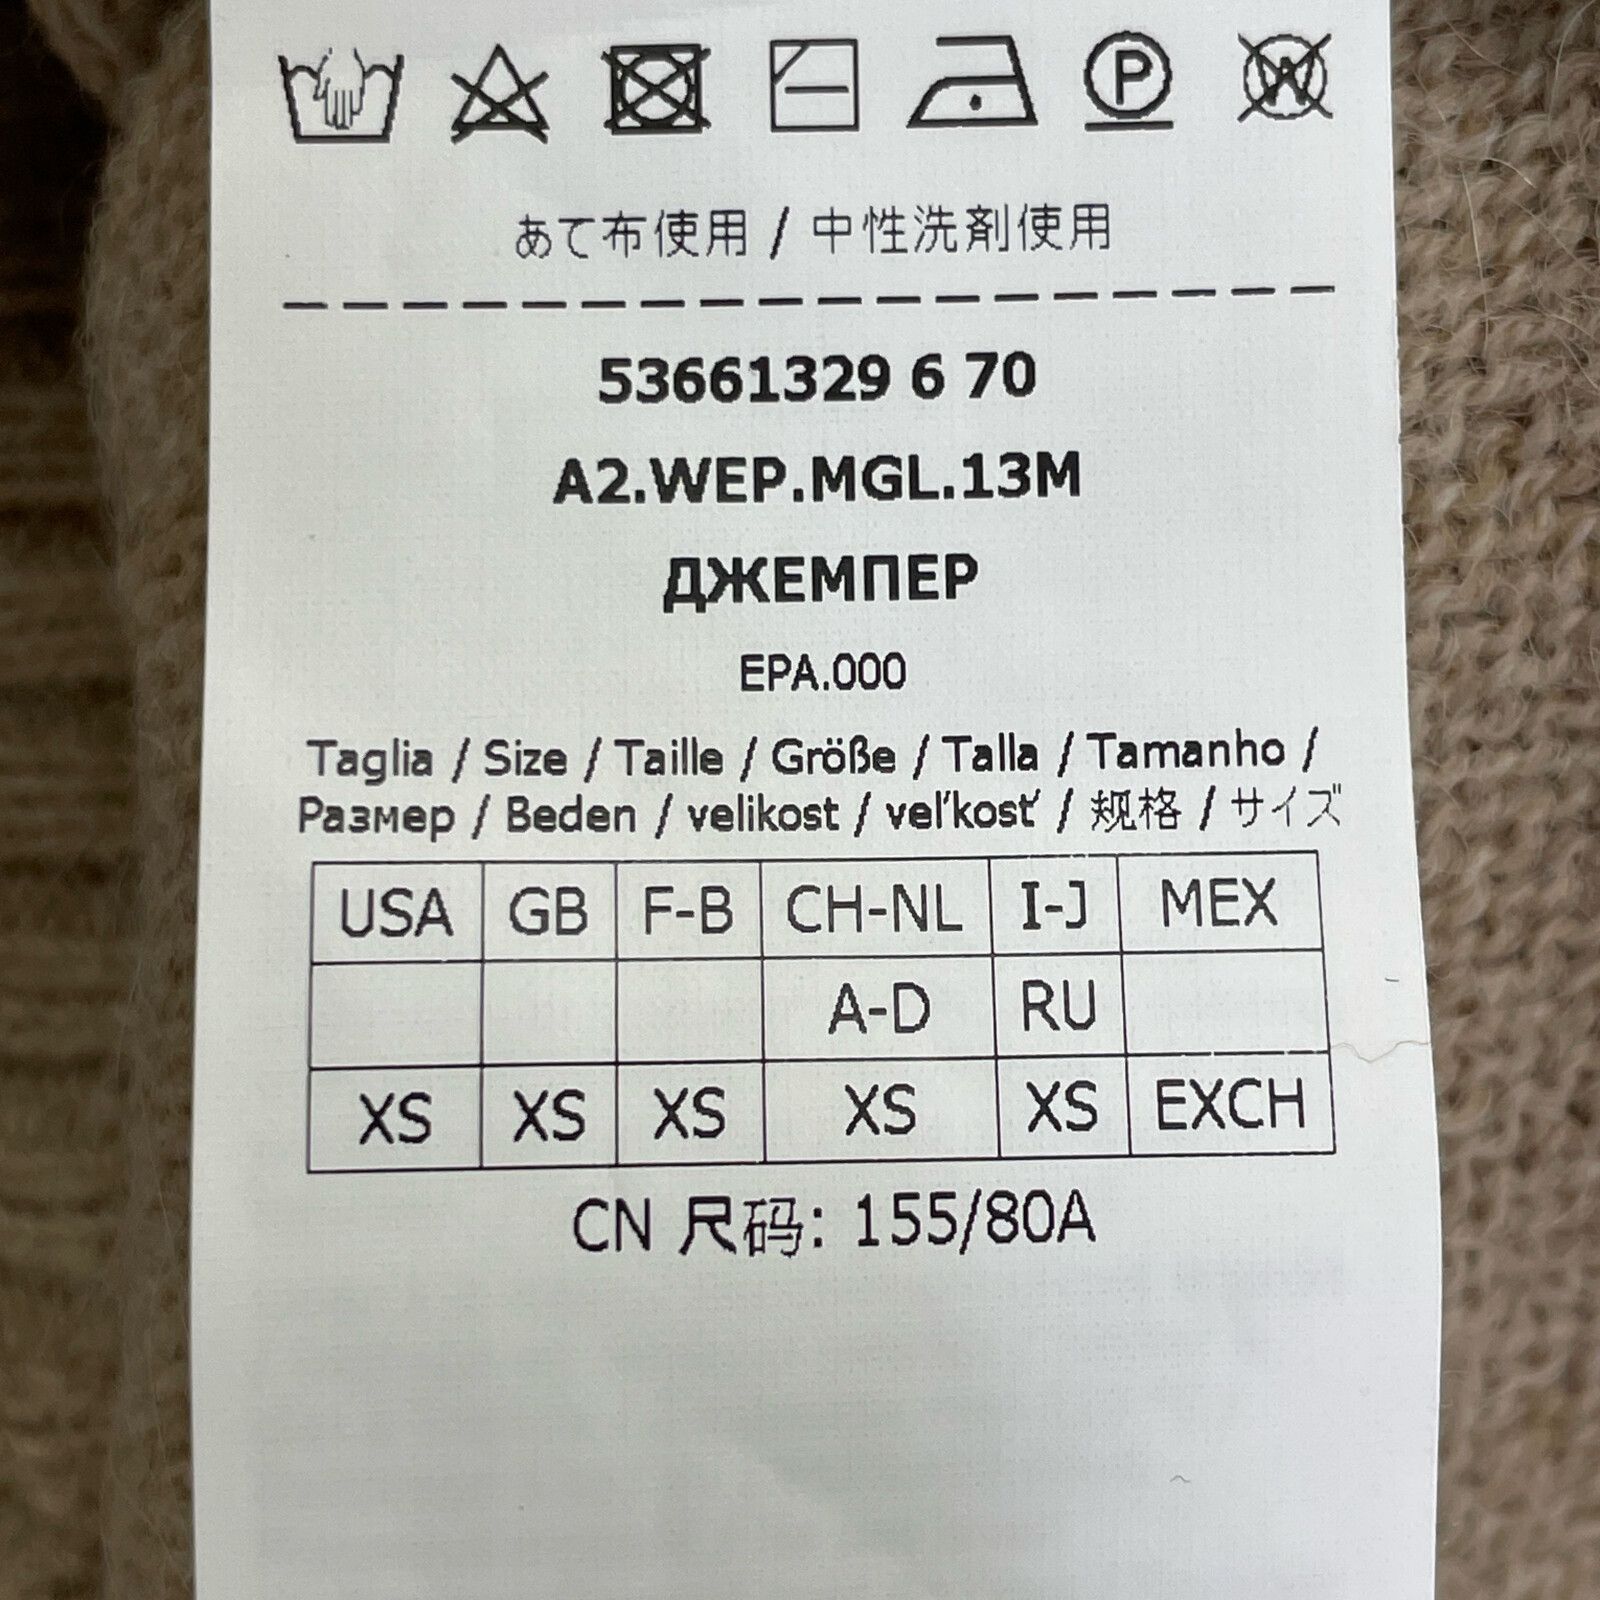 P W
あて布使用 / 中性洗剤使用
53661329 6 70
A2.WEP.MGL.13M
ДЖЕМПЕР
EPA.000
Taglia / Size / Taille / Größe / Talla / Tamanho /
Размер / Beden / velikost / veľkosť / 规格 / サイズ
USA GB F-B CH-NL I-J MEX
A-D RU
XS XS XS XS XS EXCH
CN 尺码: 155/80A